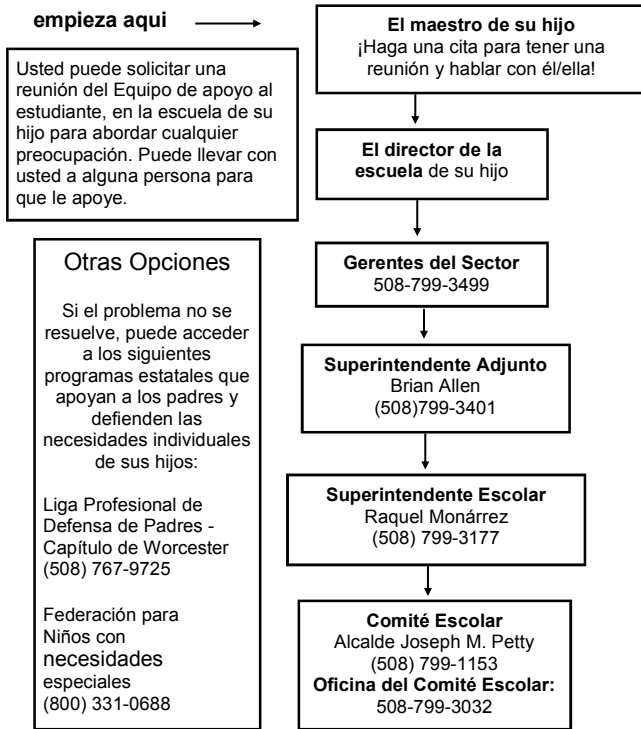 empieza aqui
El maestro de su hijo
¡Haga una cita para tener una
reunión y hablar con él/ella!
Usted puede solicitar una
reunión del Equipo de apoyo al
estudiante, en la escuela de su
hijo para abordar cualquier
preocupación. Puede llevar con
usted a alguna persona para
que le apoye.
El director de la
escuela de su hijo
Gerentes del Sector
508-799-3499
Superintendente Adjunto
Brian Allen
(508)799-3401
Superintendente Escolar
Raquel Monárrez
(508) 799-3177
Comité Escolar
Alcalde Joseph M. Petty
(508) 799-1153
Oficina del Comité Escolar:
508-799-3032
Otras Opciones
Si el problema no se
resuelve, puede acceder
a los siguientes
programas estatales que
apoyan a los padres y
defienden las
necesidades individuales
de sus hijos:
Liga Profesional de
Defensa de Padres -
Capítulo de Worcester
(508) 767-9725
Federación para
Niños con
necesidades
especiales
(800) 331-0688